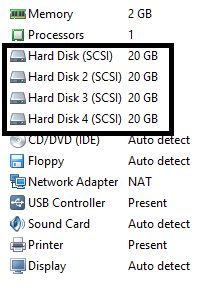 Memory 2 GB
Processors 1
Hard Disk (SCSI) 20 GB
Hard Disk 2 (SCSI) 20 GB
Hard Disk 3 (SCSI) 20 GB
Hard Disk 4 (SCSI) 20 GB
CD/DVD (IDE) Auto detect
Floppy Auto detect
Network Adapter NAT
USB Controller Present
Sound Card Auto detect
Printer Present
Display Auto detect